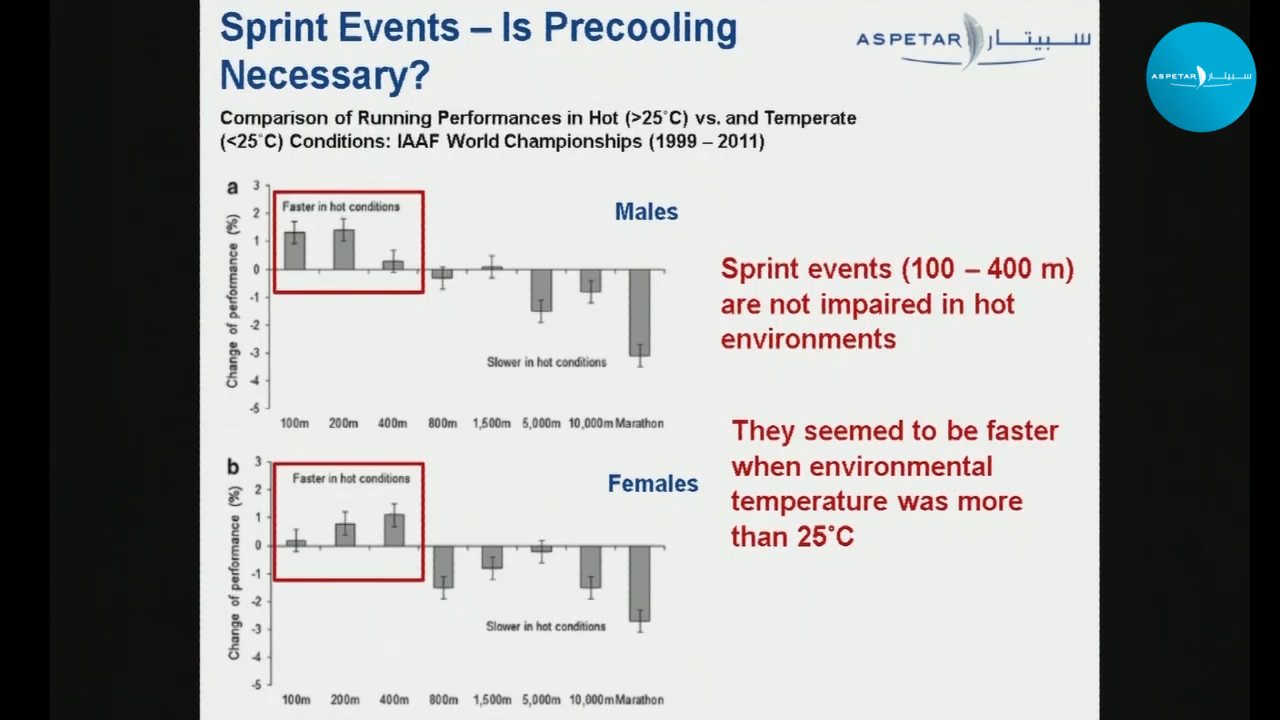 Sprint Events – Is Precooling
Necessary?
ASPETAR سبيتار
ASPETAR سبيتار
Comparison of Running Performances in Hot (>25˚C) vs. and Temperate
(<25˚C) Conditions: IAAF World Championships (1999 – 2011)
a
Males
Change of performance (%)
3
2
1
0
-1
-2
-3
-4
-5
Faster in hot conditions
Slower in hot conditions
100m 200m 400m 800m 1,500m 5,000m 10,000m Marathon
b
Females
Change of performance (%)
3
2
1
0
-1
-2
-3
-4
-5
Faster in hot conditions
Slower in hot conditions
100m 200m 400m 800m 1,500m 5,000m 10,000m Marathon
Sprint events (100 – 400 m)
are not impaired in hot
environments
They seemed to be faster
when environmental
temperature was more
than 25˚C